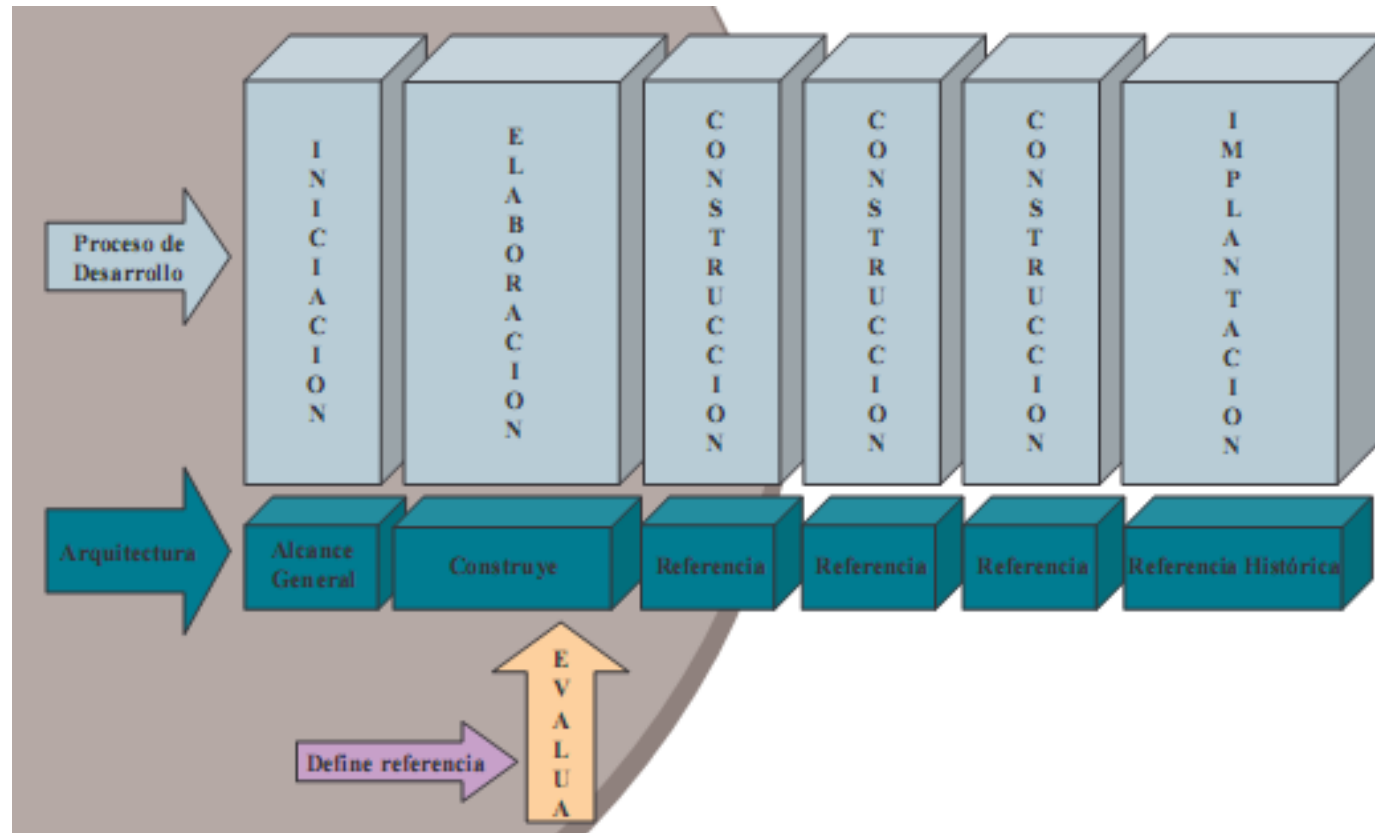 INICIACION
ELABORACION
CONSTRUCCION
CONSTRUCCION
CONSTRUCCION
IMPLANTACION
Proceso de
Desarrollo
Arquitectura
Alcance
General
Construye
Referencia
Referencia
Referencia
Referencia Histórica
EVALUA
Define referencia